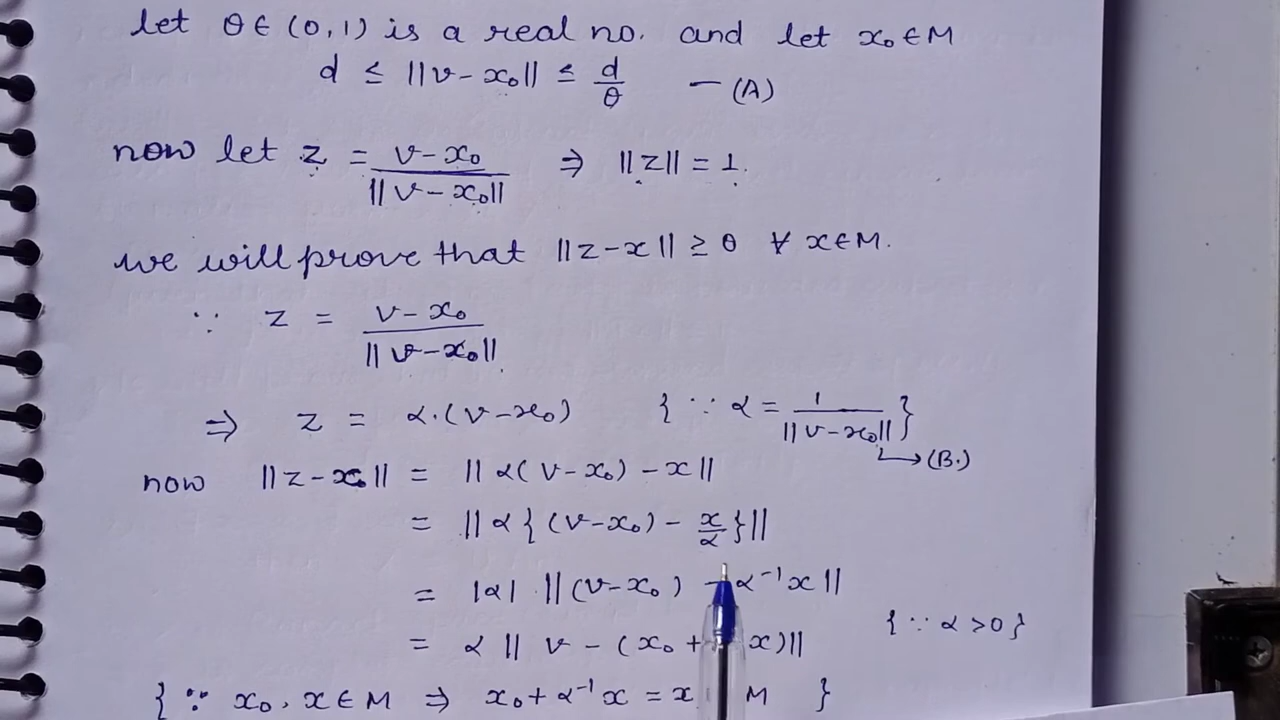 let θ ∈ (0,1) is a real no. and let x₀ ∈ M
d ≤ ||v - x₀|| ≤ d/θ — (A)
now let z = (v - x₀)/||v - x₀|| ⇒ ||z|| = 1.
we will prove that ||z - x|| ≥ θ ∀ x ∈ M.
∵ z = (v - x₀)/||v - x₀||
⇒ z = α.(v - x₀) { ∵ α = 1/||v - x₀|| }
↳(B.)
now ||z - x|| = ||α(v - x₀) - x||
= ||α{(v - x₀) - x/α}||
= |α| ||(v - x₀) - α⁻¹x||
= α || v - (x₀ + x)|| { ∵ α > 0 }
{ ∵ x₀, x ∈ M ⇒ x₀ + α⁻¹x = x M }